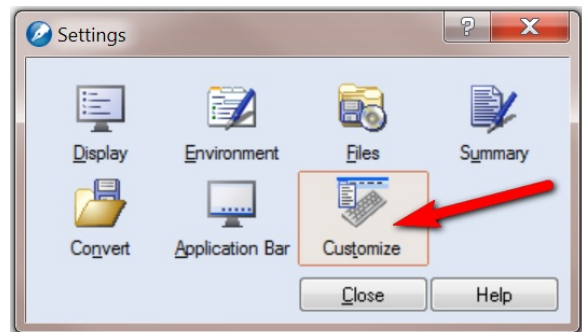 Settings
Display Environment Files Summary
Convert Application Bar Customize
Close Help